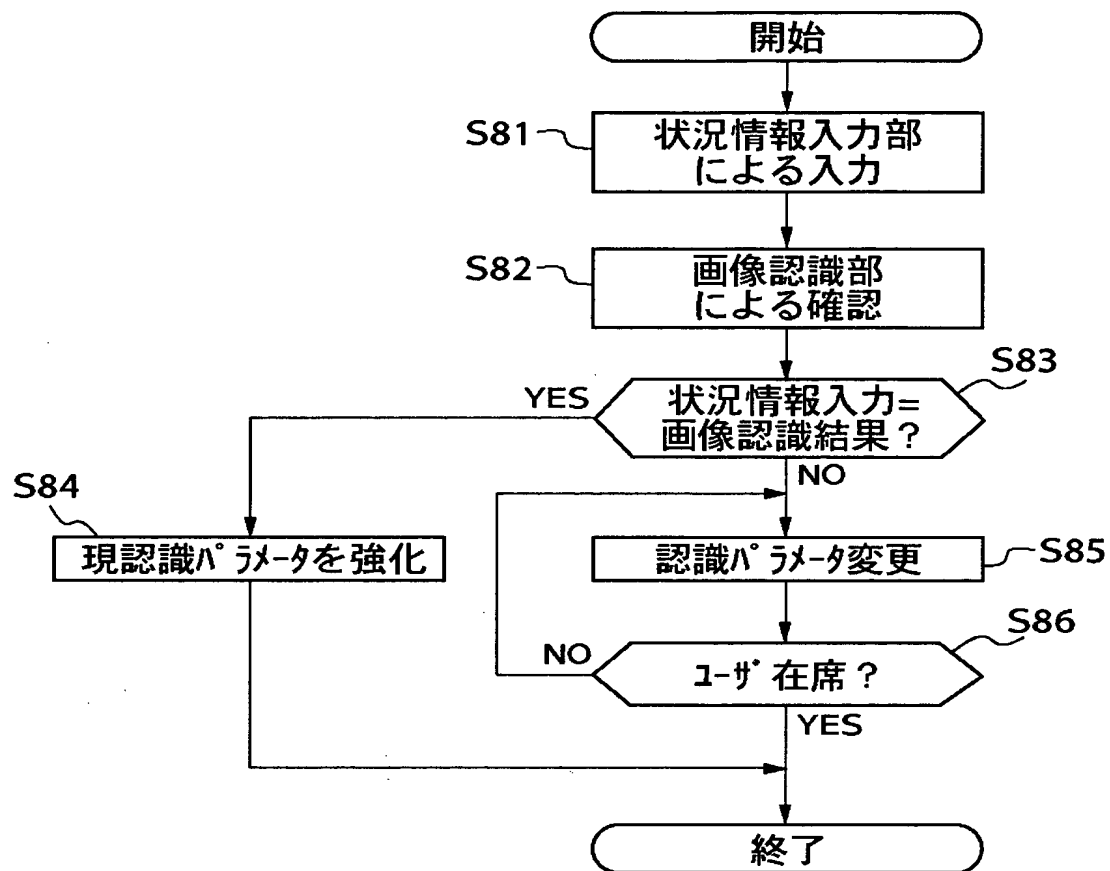 開始
S81
状況情報入力部
による入力
S82
画像認識部
による確認
S83
状況情報入力=
画像認識結果?
YES
NO
S84
現認識ﾊﾟﾗﾒｰﾀを強化
認識ﾊﾟﾗﾒｰﾀ変更
S85
S86
ﾕｰｻﾞ在席?
NO
YES
終了